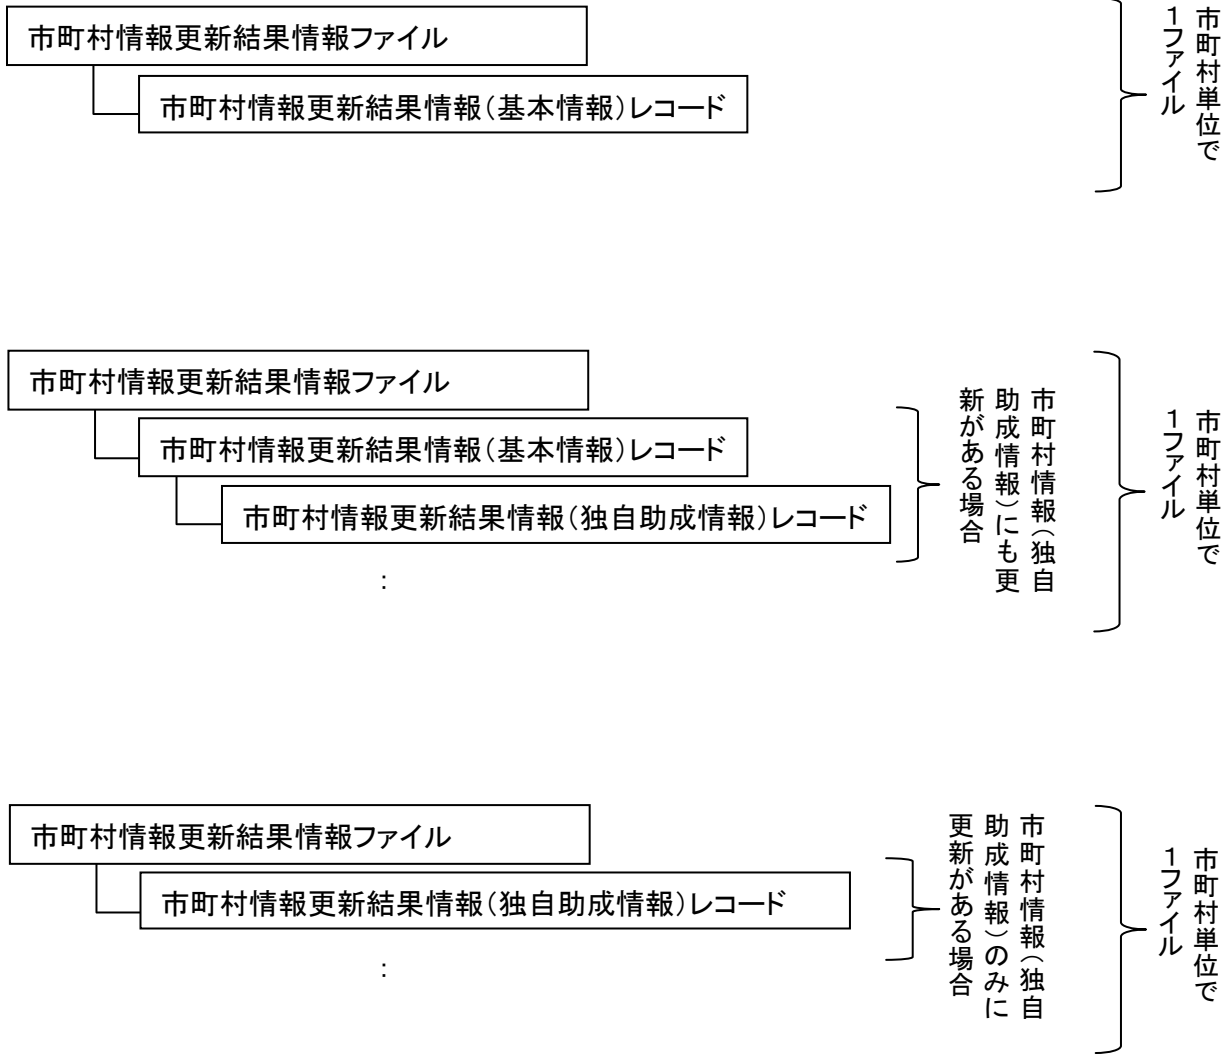 市町村情報更新結果情報ファイル
市町村情報更新結果情報(基本情報)レコード
市町村単位で
1ファイル
市町村情報更新結果情報ファイル
市町村情報更新結果情報(基本情報)レコード
市町村情報更新結果情報(独自助成情報)レコード
:
市町村情報(独自
助成情報)にも更
新がある場合
市町村単位で
1ファイル
市町村情報更新結果情報ファイル
市町村情報更新結果情報(独自助成情報)レコード
:
市町村情報(独自
助成情報)のみに
更新がある場合
市町村単位で
1ファイル